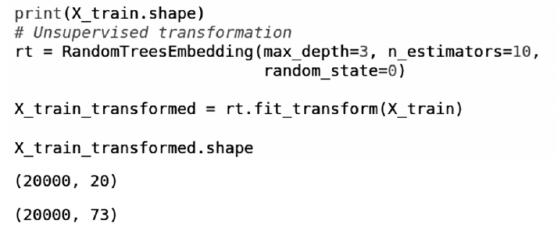 print(X_train.shape)
# Unsupervised transformation
rt = RandomTreesEmbedding(max_depth=3, n_estimators=10,
                          random_state=0)
X_train_transformed = rt.fit_transform(X_train)
X_train_transformed.shape
(20000, 20)
(20000, 73)